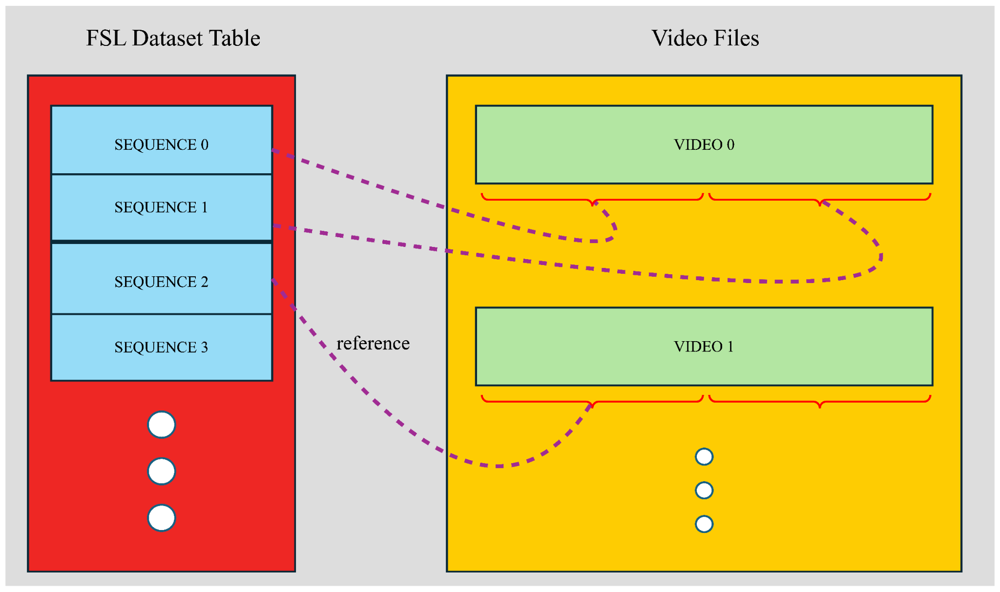 FSL Dataset Table
SEQUENCE 0
SEQUENCE 1
SEQUENCE 2
SEQUENCE 3
reference
Video Files
VIDEO 0
VIDEO 1